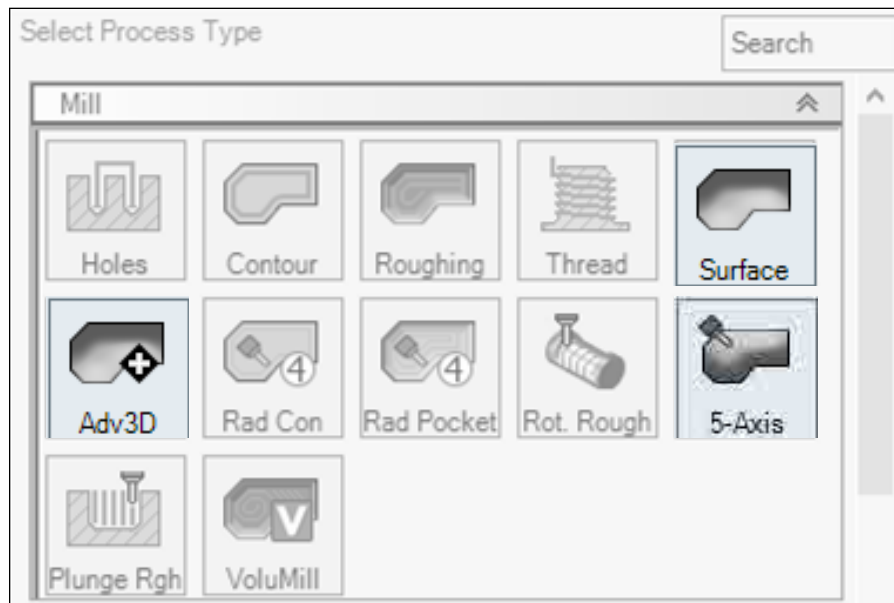 Select Process Type
Search
Mill
Holes Contour Roughing Thread Surface
Adv3D Rad Con Rad Pocket Rot. Rough 5-Axis
Plunge Rgh VoluMill